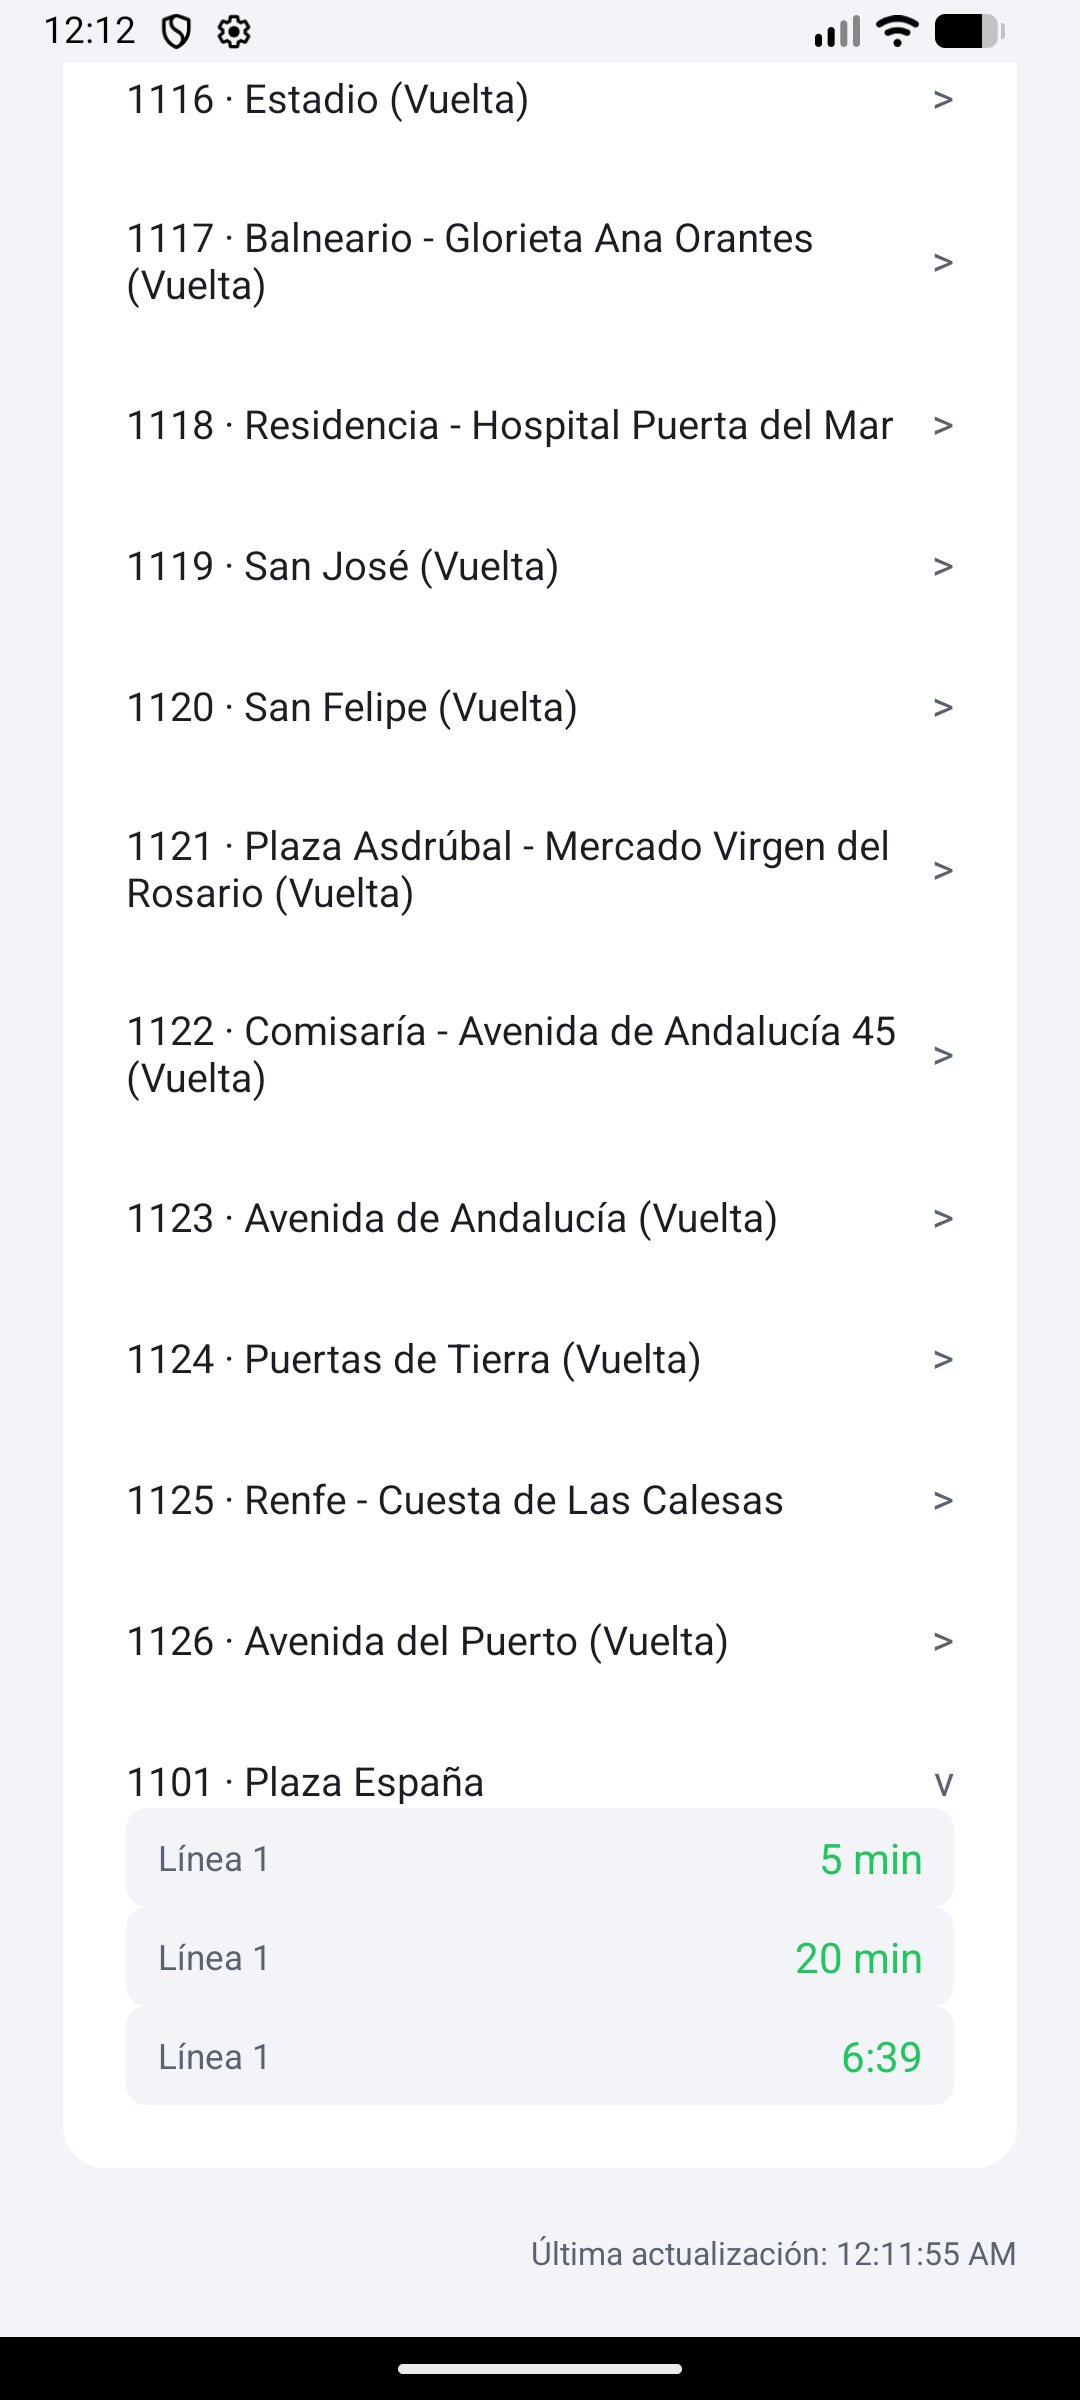 12:12
1116 · Estadio (Vuelta) >
1117 · Balneario - Glorieta Ana Orantes
(Vuelta) >
1118 · Residencia - Hospital Puerta del Mar >
1119 · San José (Vuelta) >
1120 · San Felipe (Vuelta) >
1121 · Plaza Asdrúbal - Mercado Virgen del
Rosario (Vuelta) >
1122 · Comisaría - Avenida de Andalucía 45
(Vuelta) >
1123 · Avenida de Andalucía (Vuelta) >
1124 · Puertas de Tierra (Vuelta) >
1125 · Renfe - Cuesta de Las Calesas >
1126 · Avenida del Puerto (Vuelta) >
1101 · Plaza España v
Línea 1 5 min
Línea 1 20 min
Línea 1 6:39
Última actualización: 12:11:55 AM